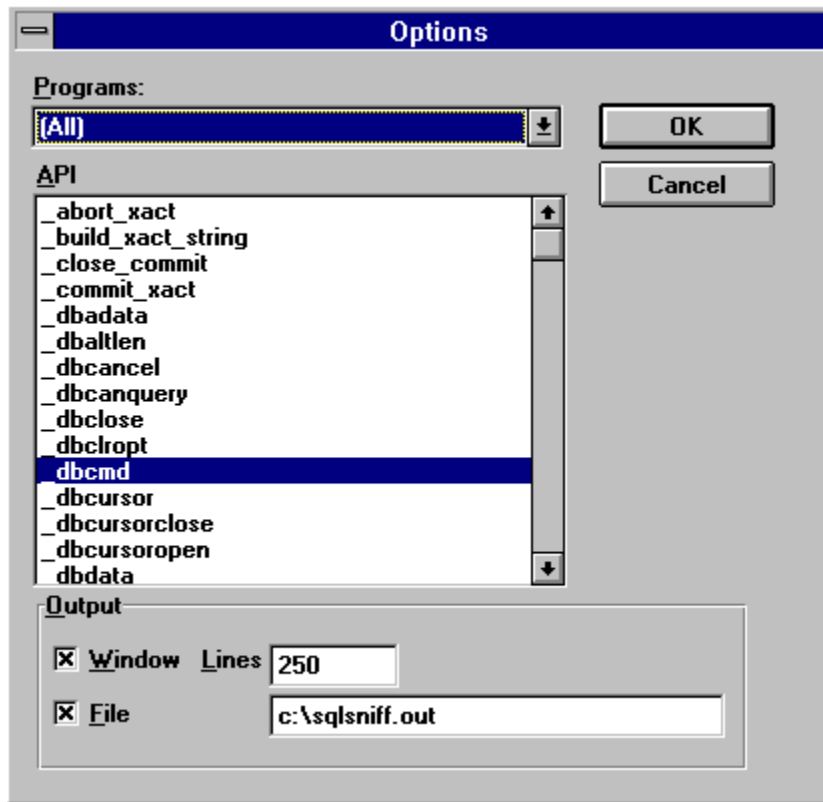 Options
Programs:
(All)
OK
API
Cancel
_abort_xact
_build_xact_string
_close_commit
_commit_xact
_dbadata
_dbaltlen
_dbcancel
_dbcanquery
_dbclose
_dbclropt
_dbcmd
_dbcursor
_dbcursorclose
_dbcursoropen
_dbdata
Output
Window Lines 250
File c:\sqlsniff.out